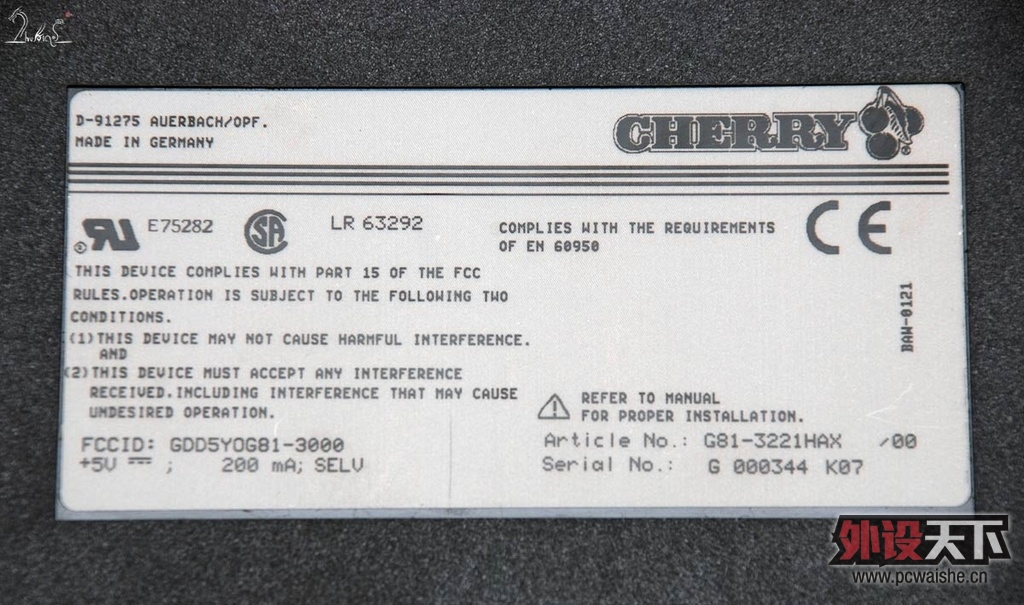 D-91275 AUERBACH/OPF.
MADE IN GERMANY
CHERRY
®
E75282
LR 63292
COMPLIES WITH THE REQUIREMENTS
OF EN 60950
CE
THIS DEVICE COMPLIES WITH PART 15 OF THE FCC
RULES.OPERATION IS SUBJECT TO THE FOLLOWING TWO
CONDITIONS.
(1)THIS DEVICE MAY NOT CAUSE HARMFUL INTERFERENCE.
AND
(2)THIS DEVICE MUST ACCEPT ANY INTERFERENCE
RECEIVED.INCLUDING INTERFERENCE THAT MAY CAUSE
UNDESIRED OPERATION.
BAW-0121
REFER TO MANUAL
FOR PROPER INSTALLATION.
FCCID: GDD5YOG81-3000
+5V ⎓ ; 200 mA; SELV
Article No.: G81-3221HAX /00
Serial No.: G 000344 K07
外设天下
www.pcwaishe.cn